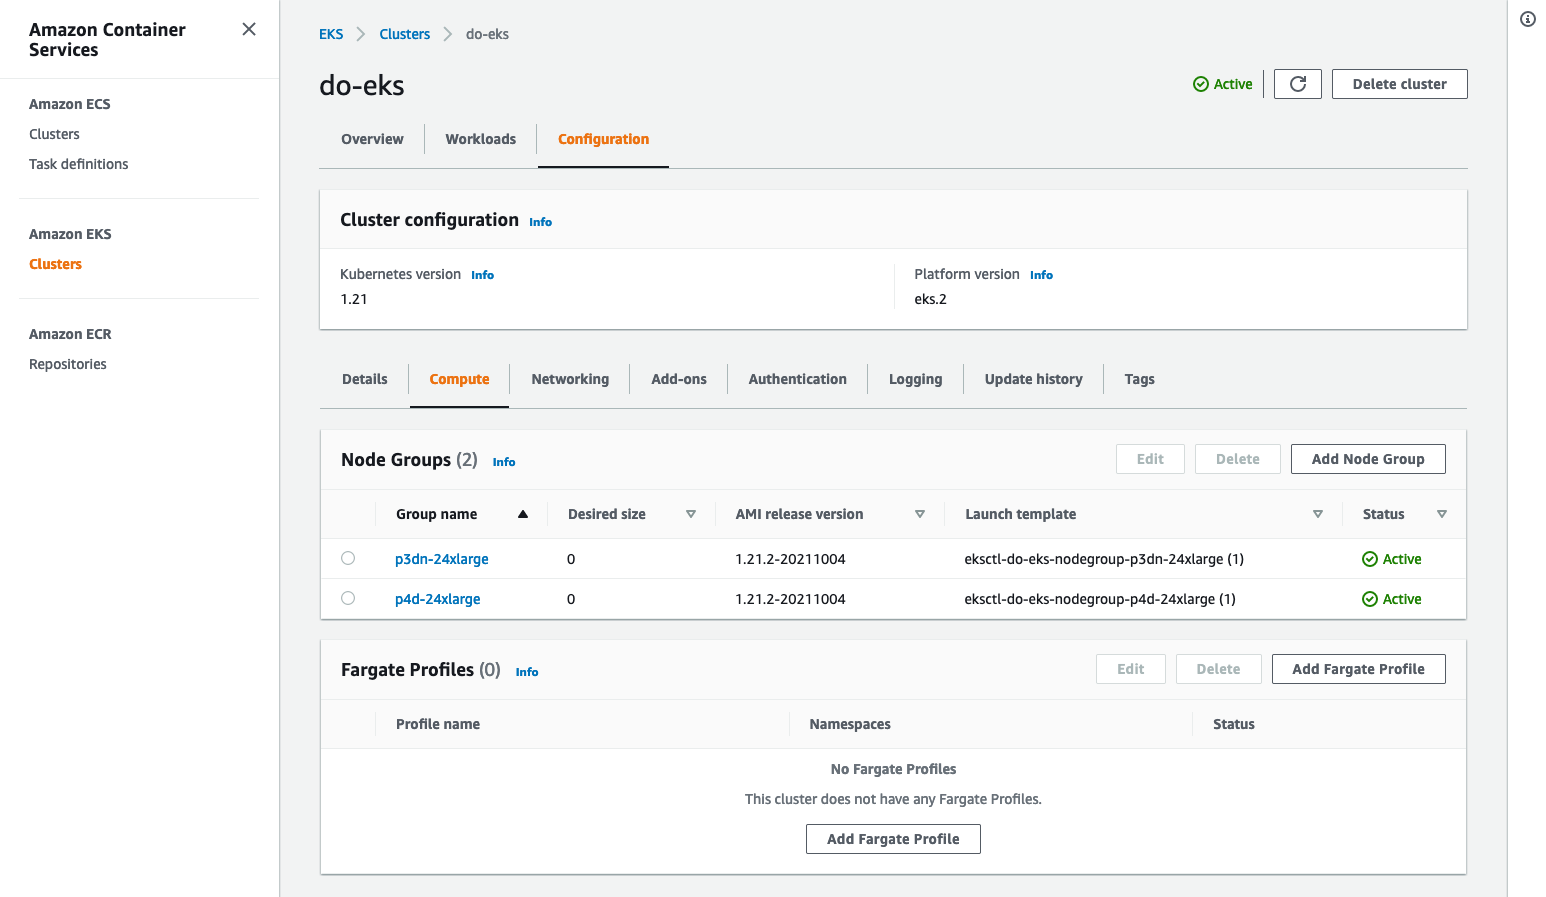 Amazon Container
Services
Amazon ECS
Clusters
Task definitions
Amazon EKS
Clusters
Amazon ECR
Repositories
EKS Clusters do-eks
do-eks
Active Delete cluster
Overview Workloads Configuration
Cluster configuration Info
Kubernetes version Info Platform version Info
1.21 eks.2
Details Compute Networking Add-ons Authentication Logging Update history Tags
Node Groups (2) Info Edit Delete Add Node Group
Group name Desired size AMI release version Launch template Status
p3dn-24xlarge 0 1.21.2-20211004 eksctl-do-eks-nodegroup-p3dn-24xlarge (1) Active
p4d-24xlarge 0 1.21.2-20211004 eksctl-do-eks-nodegroup-p4d-24xlarge (1) Active
Fargate Profiles (0) Info Edit Delete Add Fargate Profile
Profile name Namespaces Status
No Fargate Profiles
This cluster does not have any Fargate Profiles.
Add Fargate Profile